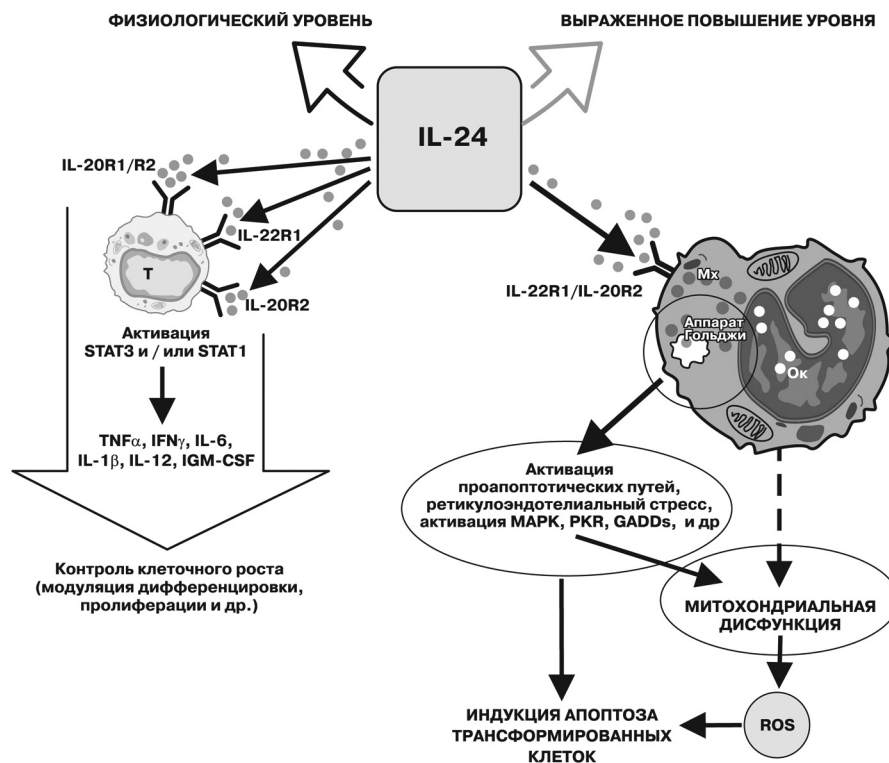 ФИЗИОЛОГИЧЕСКИЙ УРОВЕНЬ
ВЫРАЖЕННОЕ ПОВЫШЕНИЕ УРОВНЯ
IL-24
IL-20R1/R2
IL-22R1
T
IL-20R2
Активация
STAT3 и / или STAT1
TNFα, IFNγ, IL-6,
IL-1β, IL-12, IGM-CSF
Контроль клеточного роста
(модуляция дифференцировки,
пролиферации и др.)
IL-22R1/IL-20R2
Мх
Аппарат
Гольджи
Ок
Активация
проапоптотических путей,
ретикулоэндотелиальный стресс,
активация MAPK, PKR, GADDs, и др
МИТОХОНДРИАЛЬНАЯ
ДИСФУНКЦИЯ
ROS
ИНДУКЦИЯ АПОПТОЗА
ТРАНСФОРМИРОВАННЫХ
КЛЕТОК